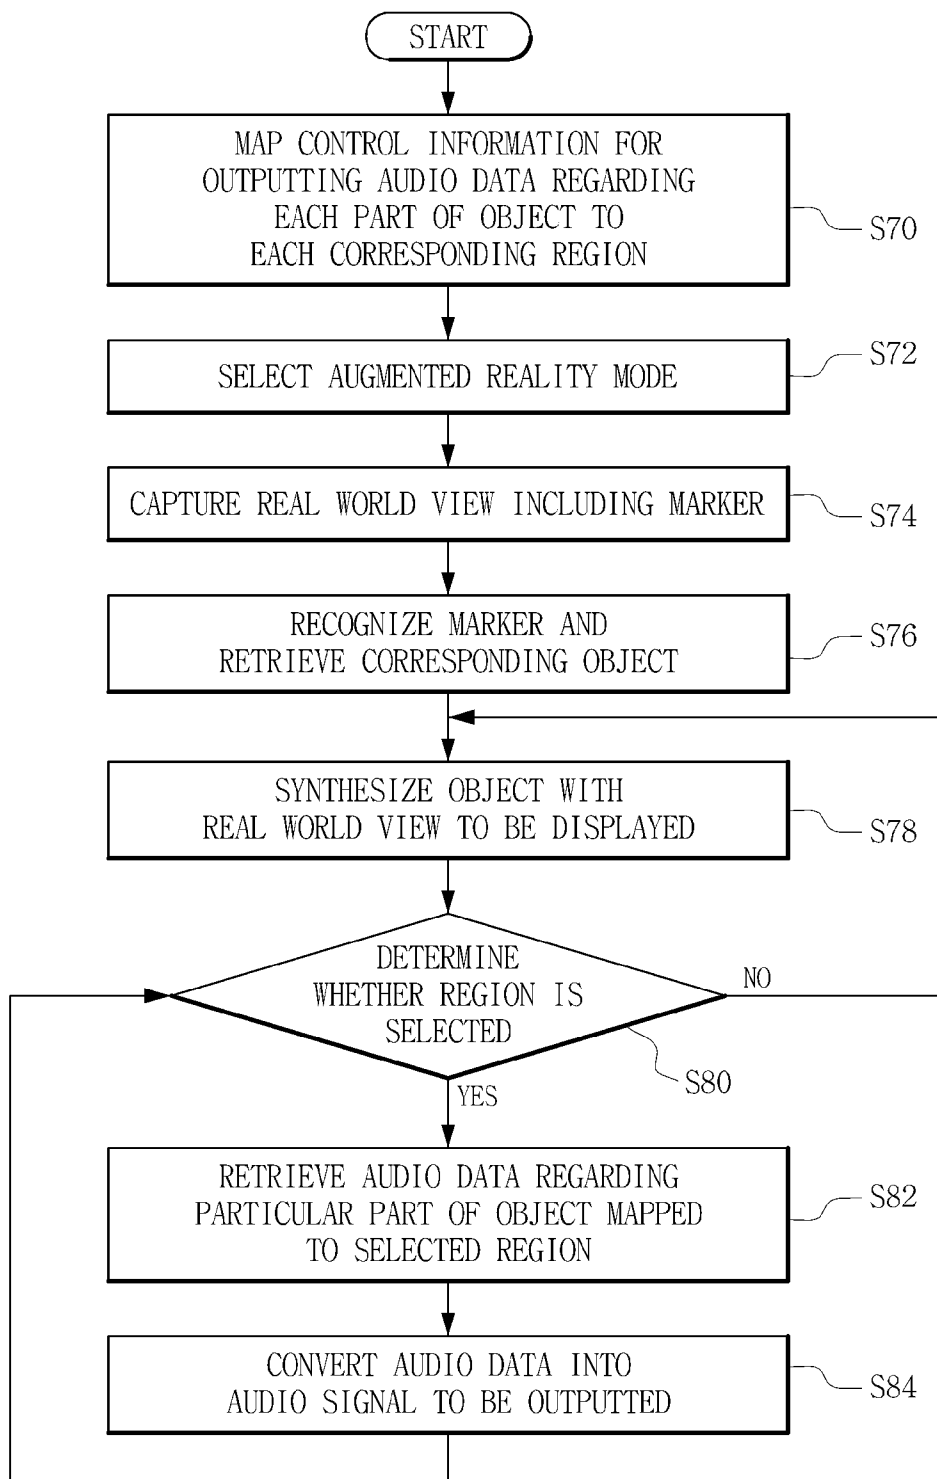 START
MAP CONTROL INFORMATION FOR
OUTPUTTING AUDIO DATA REGARDING
EACH PART OF OBJECT TO
EACH CORRESPONDING REGION
S70
SELECT AUGMENTED REALITY MODE
S72
CAPTURE REAL WORLD VIEW INCLUDING MARKER
S74
RECOGNIZE MARKER AND
RETRIEVE CORRESPONDING OBJECT
S76
SYNTHESIZE OBJECT WITH
REAL WORLD VIEW TO BE DISPLAYED
S78
DETERMINE
WHETHER REGION IS
SELECTED
NO
S80
YES
RETRIEVE AUDIO DATA REGARDING
PARTICULAR PART OF OBJECT MAPPED
TO SELECTED REGION
S82
CONVERT AUDIO DATA INTO
AUDIO SIGNAL TO BE OUTPUTTED
S84